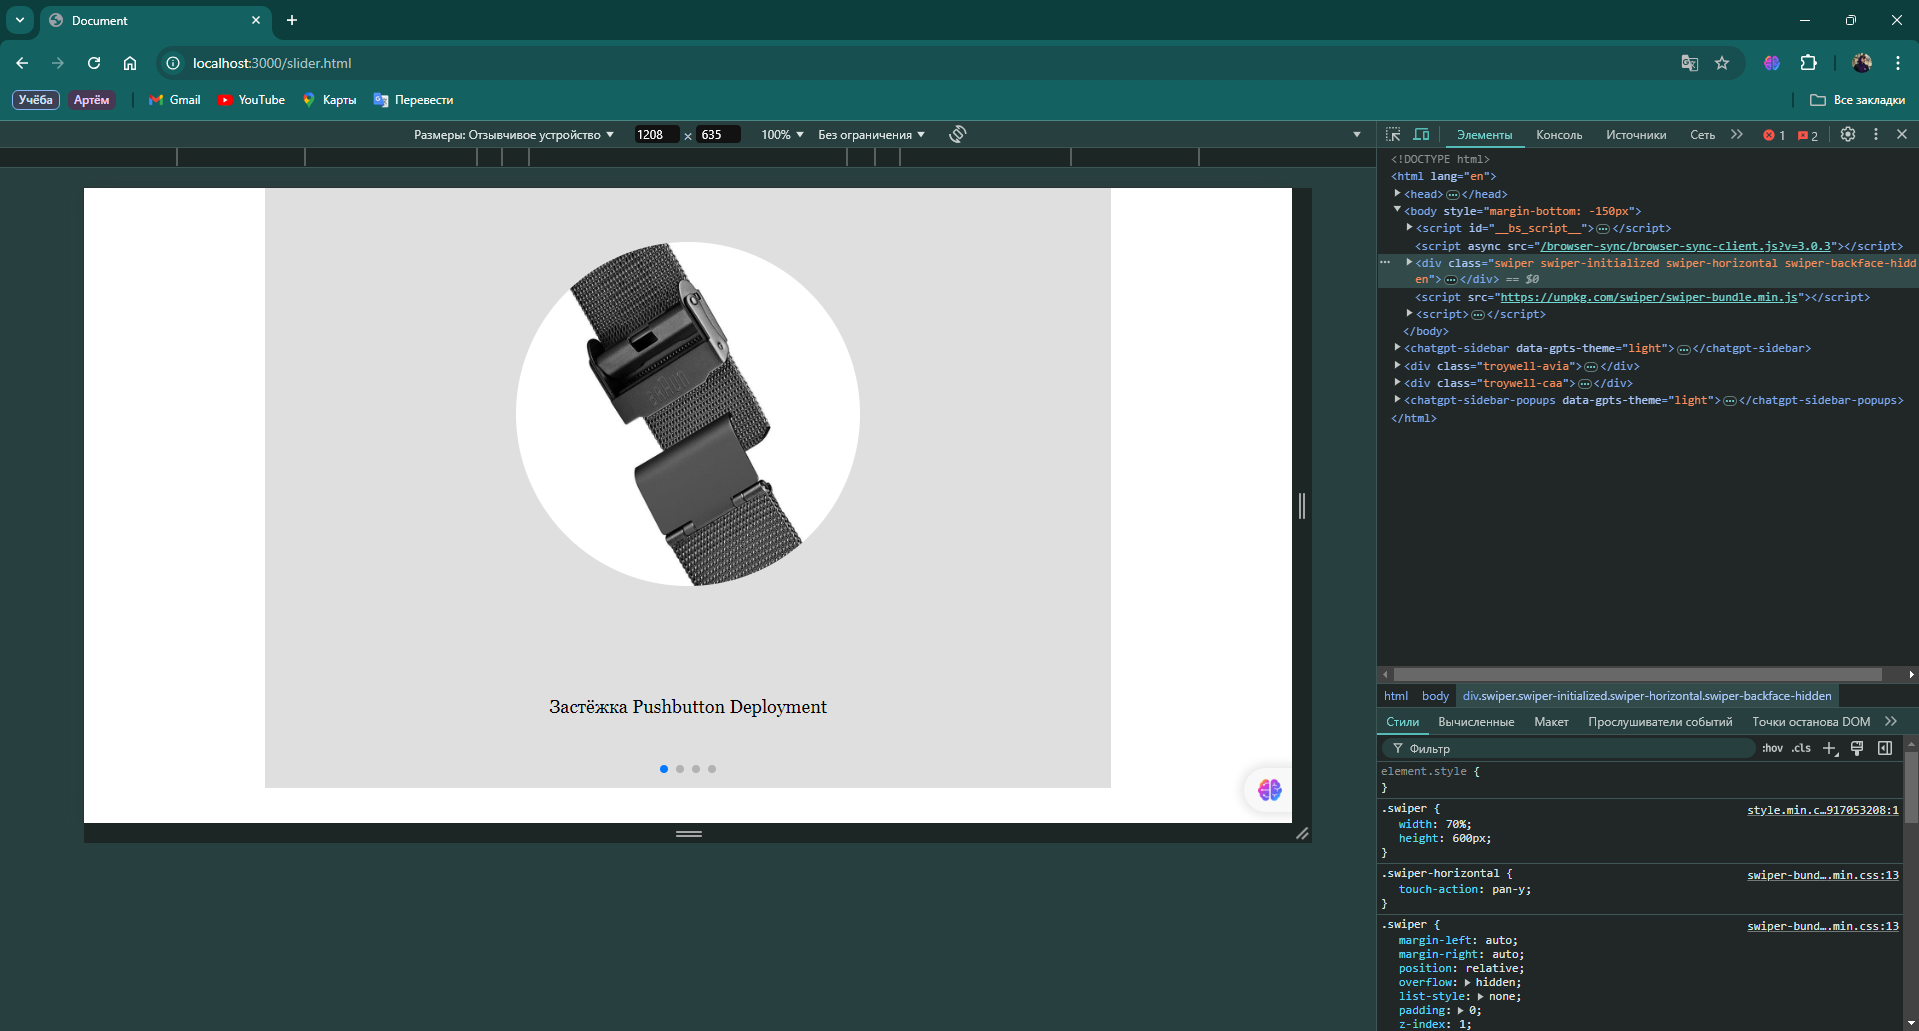 Document
localhost:3000/slider.html
Учёба
Артём
Gmail
YouTube
Карты
Перевести
Все закладки
Размеры: Отзывчивое устройство
1208 × 635
100%
Без ограничения
Элементы
Консоль
Источники
Сеть
1
2
<!DOCTYPE html>
<html lang="en">
<head>…</head>
<body style="margin-bottom: -150px">
<script id="__bs_script__">…</script>
<script async src="/browser-sync/browser-sync-client.js?v=3.0.3"></script>
<div class="swiper swiper-initialized swiper-horizontal swiper-backface-hidd
en">…</div> == $0
<script src="https://unpkg.com/swiper/swiper-bundle.min.js"></script>
<script>…</script>
</body>
<chatgpt-sidebar data-gpts-theme="light">…</chatgpt-sidebar>
<div class="troywell-avia">…</div>
<div class="troywell-caa">…</div>
<chatgpt-sidebar-popups data-gpts-theme="light">…</chatgpt-sidebar-popups>
</html>
BRAUN
Застёжка Pushbutton Deployment
html body div.swiper.swiper-initialized.swiper-horizontal.swiper-backface-hidden
Стили
Вычисленные
Макет
Прослушиватели событий
Точки останова DOM
Фильтр
:hov .cls
element.style {
}
.swiper { style.min.c…917053208:1
width: 70%;
height: 600px;
}
.swiper-horizontal { swiper-bund….min.css:13
touch-action: pan-y;
}
.swiper { swiper-bund….min.css:13
margin-left: auto;
margin-right: auto;
position: relative;
overflow: hidden;
list-style: none;
padding: 0;
z-index: 1;